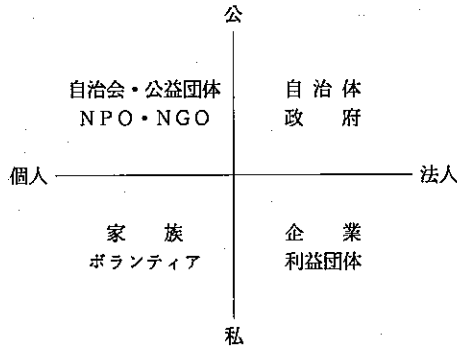 公
自治会・公益団体
NPO・NGO
自治体
政府
個人
法人
家族
ボランティア
企業
利益団体
私